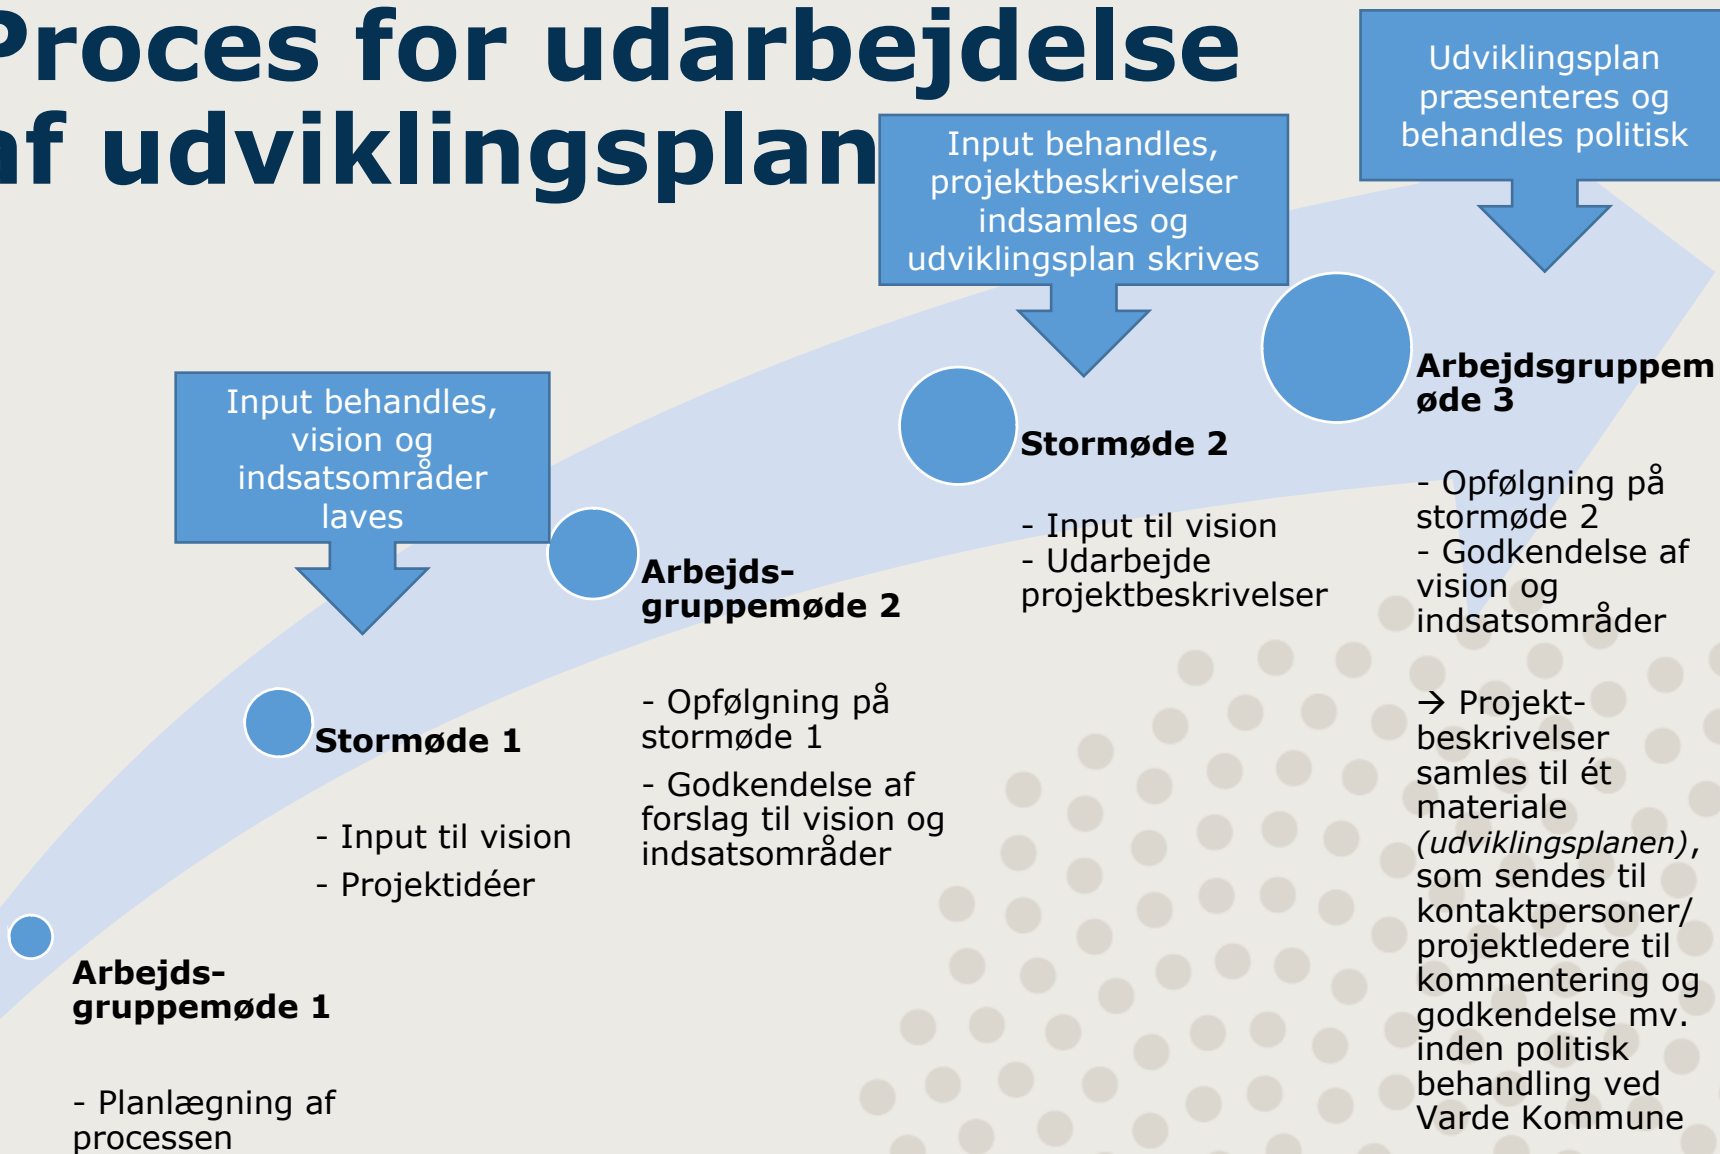 Proces for udarbejdelse
af udviklingsplan
Udviklingsplan
præsenteres og
behandles politisk
Input behandles,
projektbeskrivelser
indsamles og
udviklingsplan skrives
Input behandles,
vision og
indsatsområder
laves
Arbejds-
gruppemøde 1
- Planlægning af
processen
Stormøde 1
- Input til vision
- Projektidéer
Arbejds-
gruppemøde 2
- Opfølgning på
stormøde 1
- Godkendelse af
forslag til vision og
indsatsområder
Stormøde 2
- Input til vision
- Udarbejde
projektbeskrivelser
Arbejdsgruppem
øde 3
- Opfølgning på
stormøde 2
- Godkendelse af
vision og
indsatsområder
→ Projekt-
beskrivelser
samles til ét
materiale
(udviklingsplanen),
som sendes til
kontaktpersoner/
projektledere til
kommentering og
godkendelse mv.
inden politisk
behandling ved
Varde Kommune